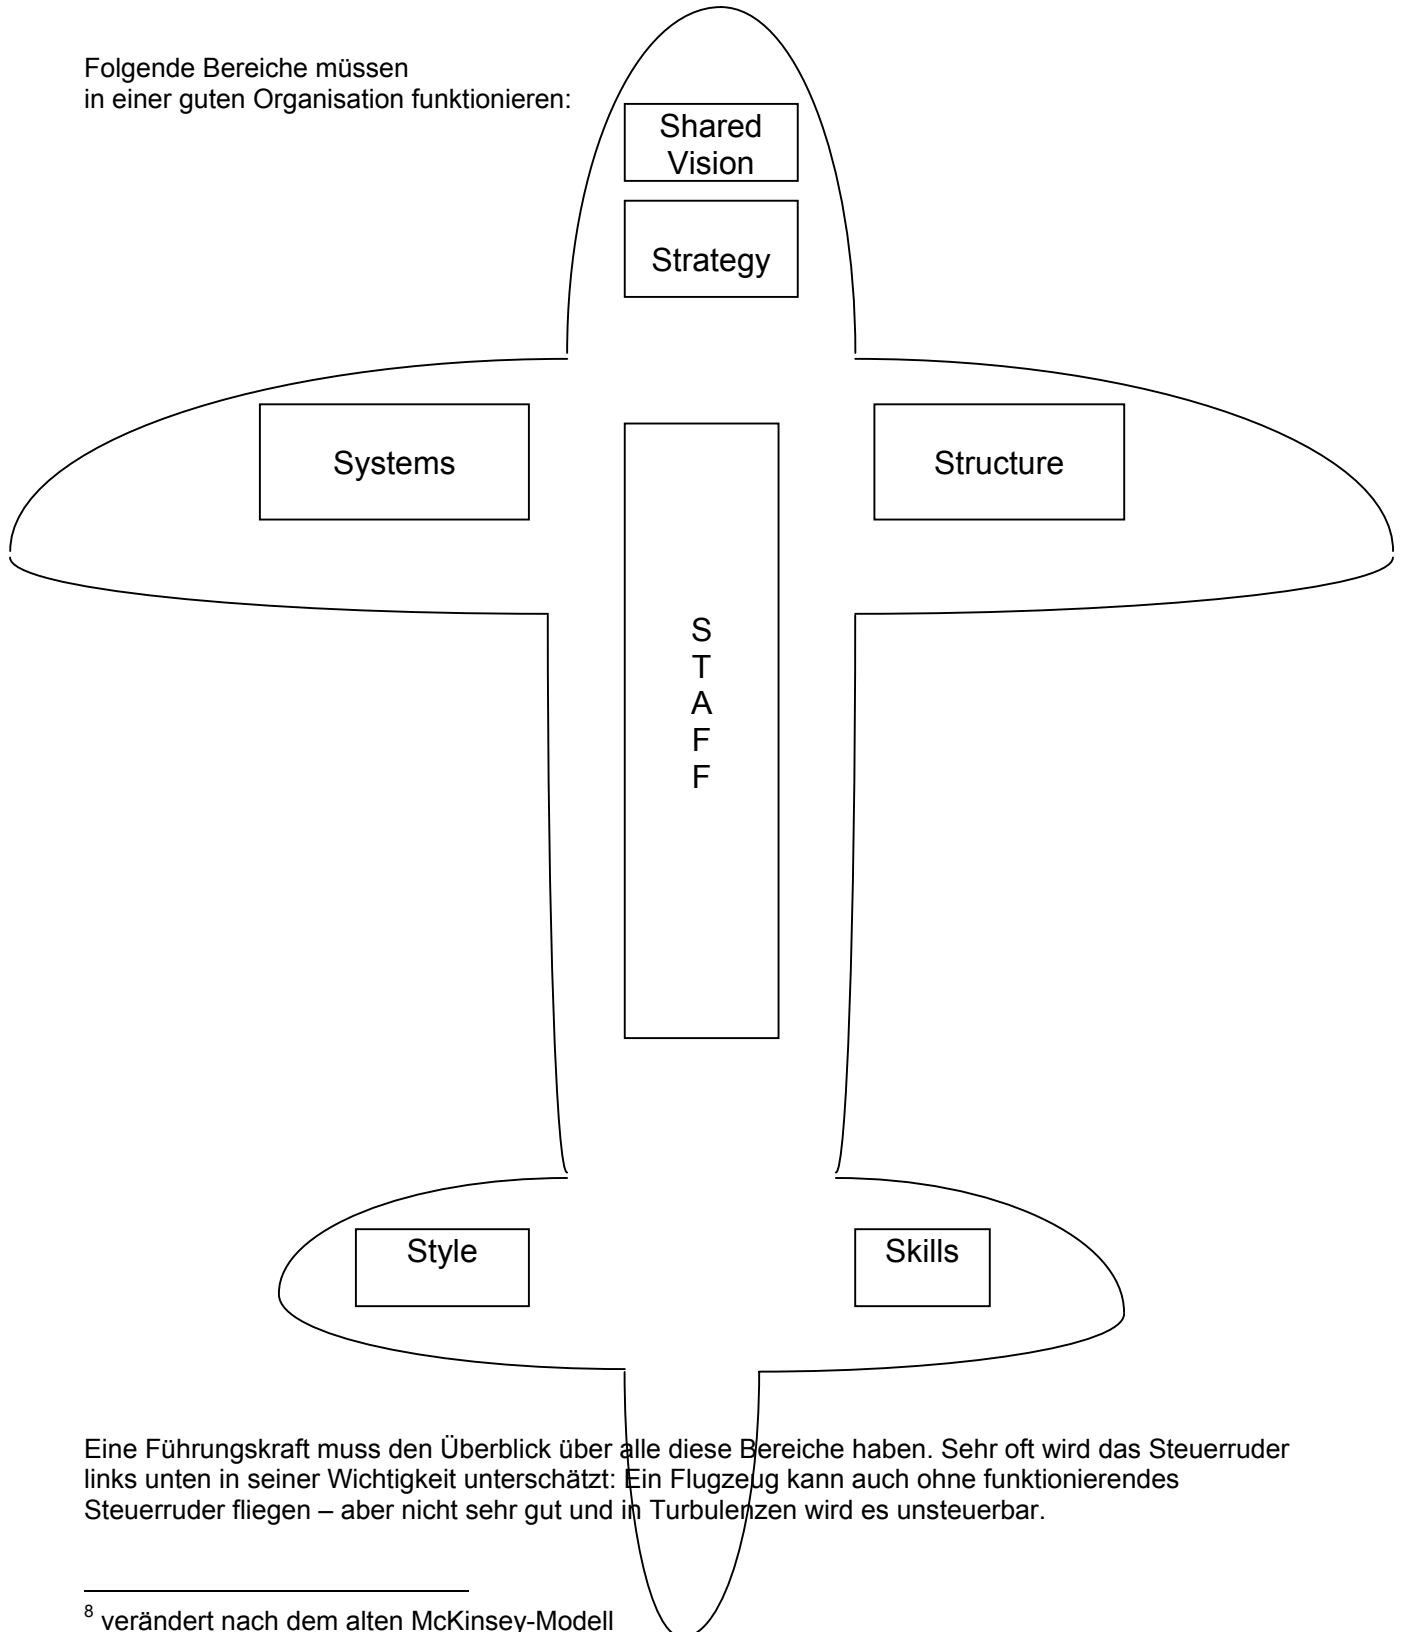 Folgende Bereiche müssen
in einer guten Organisation funktionieren:
Shared
Vision
Strategy
Systems
Structure
S
T
A
F
F
Style
Skills
Eine Führungskraft muss den Überblick über alle diese Bereiche haben. Sehr oft wird das Steuerruder
links unten in seiner Wichtigkeit unterschätzt: Ein Flugzeug kann auch ohne funktionierendes
Steuerruder fliegen – aber nicht sehr gut und in Turbulenzen wird es unsteuerbar.
8 verändert nach dem alten McKinsey-Modell